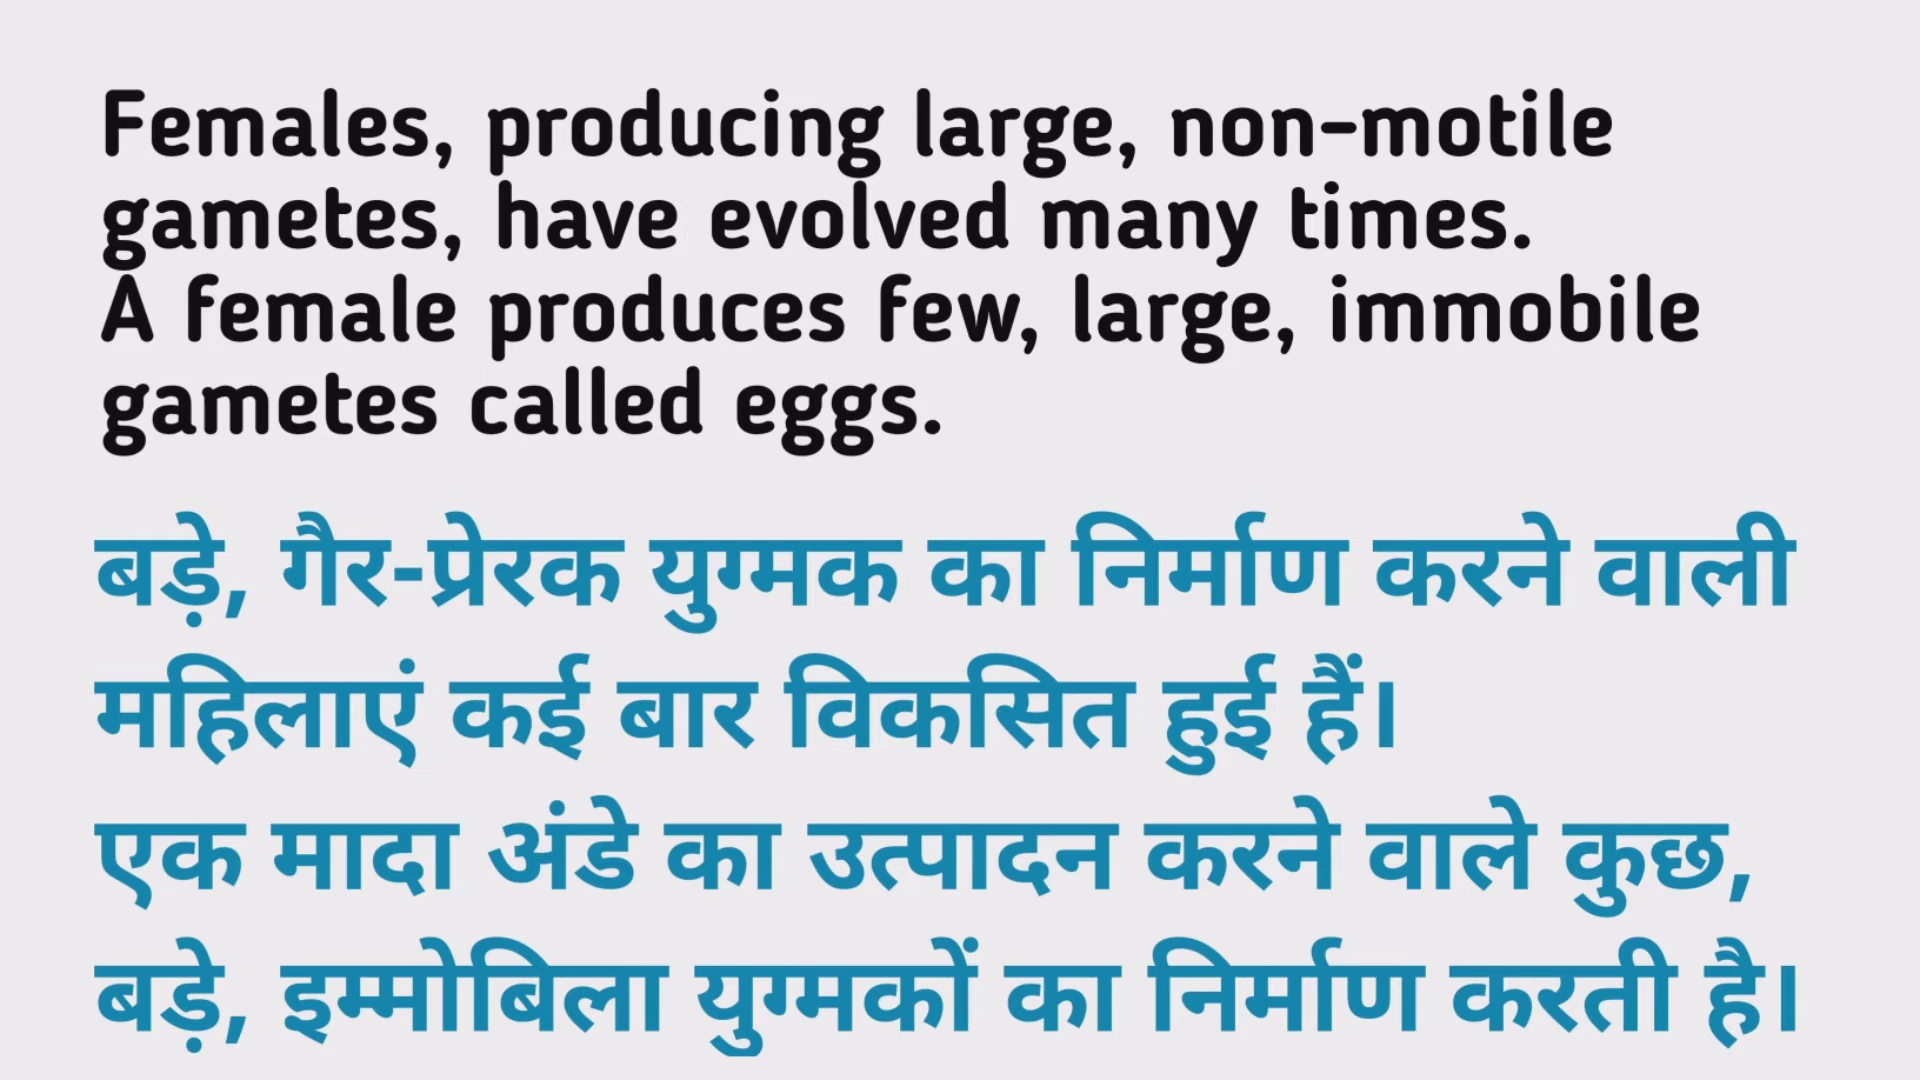 Females, producing large, non-motile
gametes, have evolved many times.
A female produces few, large, immobile
gametes called eggs.
बड़े, गैर-प्रेरक युग्मक का निर्माण करने वाली
महिलाएं कई बार विकसित हुई हैं।
एक मादा अंडे का उत्पादन करने वाले कुछ,
बड़े, इम्मोबिला युग्मकों का निर्माण करती है।